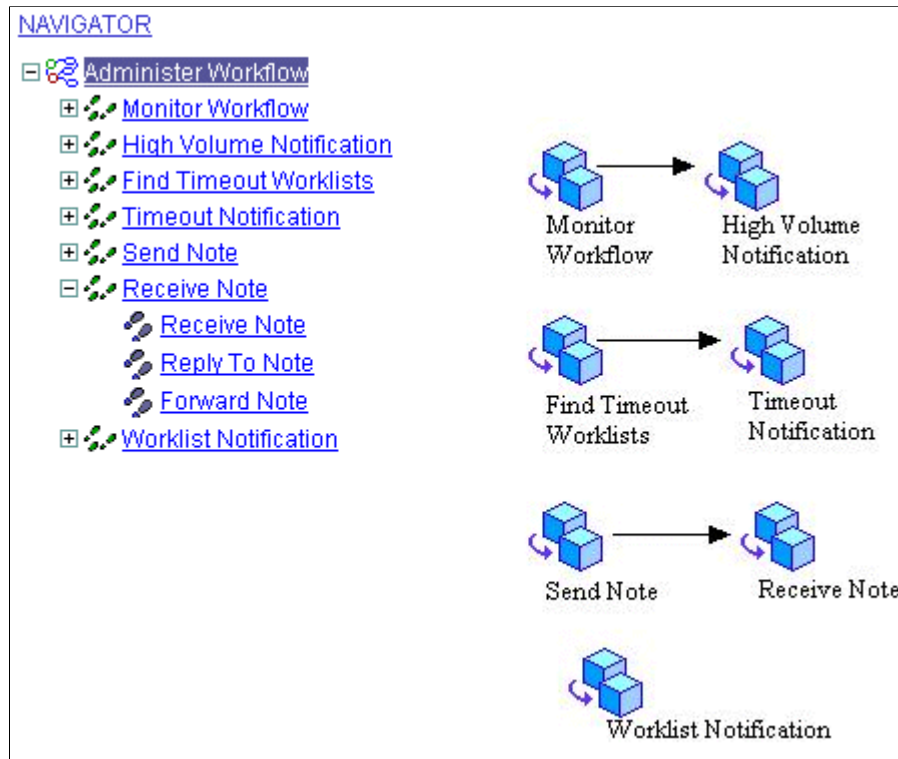 NAVIGATOR
Administer Workflow
Monitor Workflow
High Volume Notification
Find Timeout Worklists
Timeout Notification
Send Note
Receive Note
Receive Note
Reply To Note
Forward Note
Worklist Notification
Monitor
Workflow
High Volume
Notification
Find Timeout
Worklists
Timeout
Notification
Send Note
Receive Note
Worklist Notification